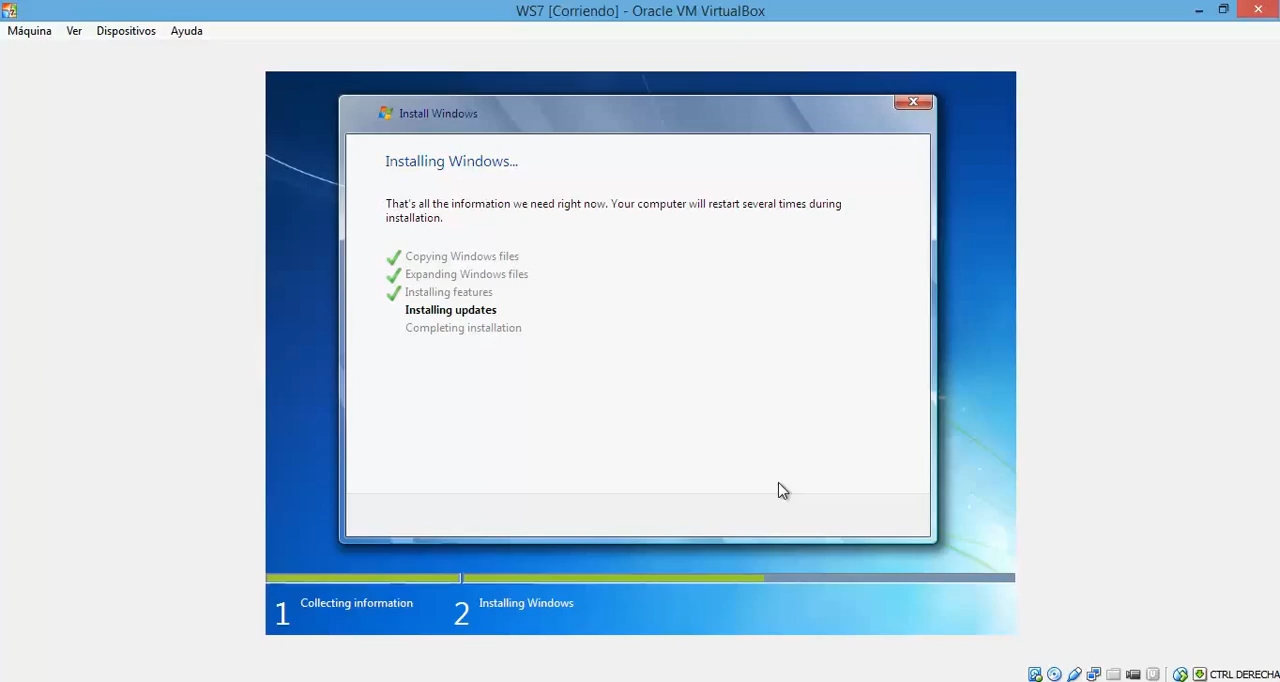 WS7 [Corriendo] - Oracle VM VirtualBox
Máquina Ver Dispositivos Ayuda
Install Windows
Installing Windows...
That's all the information we need right now. Your computer will restart several times during
installation.
Copying Windows files
Expanding Windows files
Installing features
Installing updates
Completing installation
1 Collecting information 2 Installing Windows
CTRL DERECHA